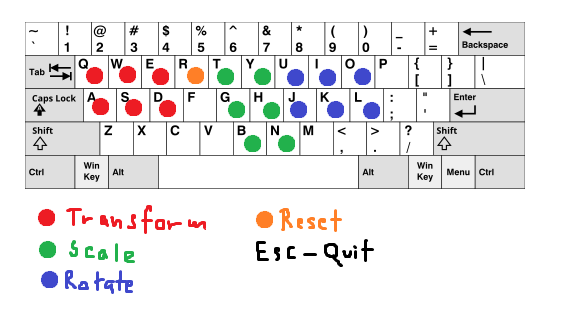 ~ ! @ # $ % ^ & * ( ) _ +
` 1 2 3 4 5 6 7 8 9 0 - = Backspace
Tab Q W E R T Y U I O P { } |
[ ] \
Caps Lock A S D F G H J K L : " Enter
; '
Shift Z X C V B N M < > ? Shift
, . /
Ctrl Win Key Alt Alt Win Key Menu Ctrl
Transform Reset
Scale Esc-Quit
Rotate